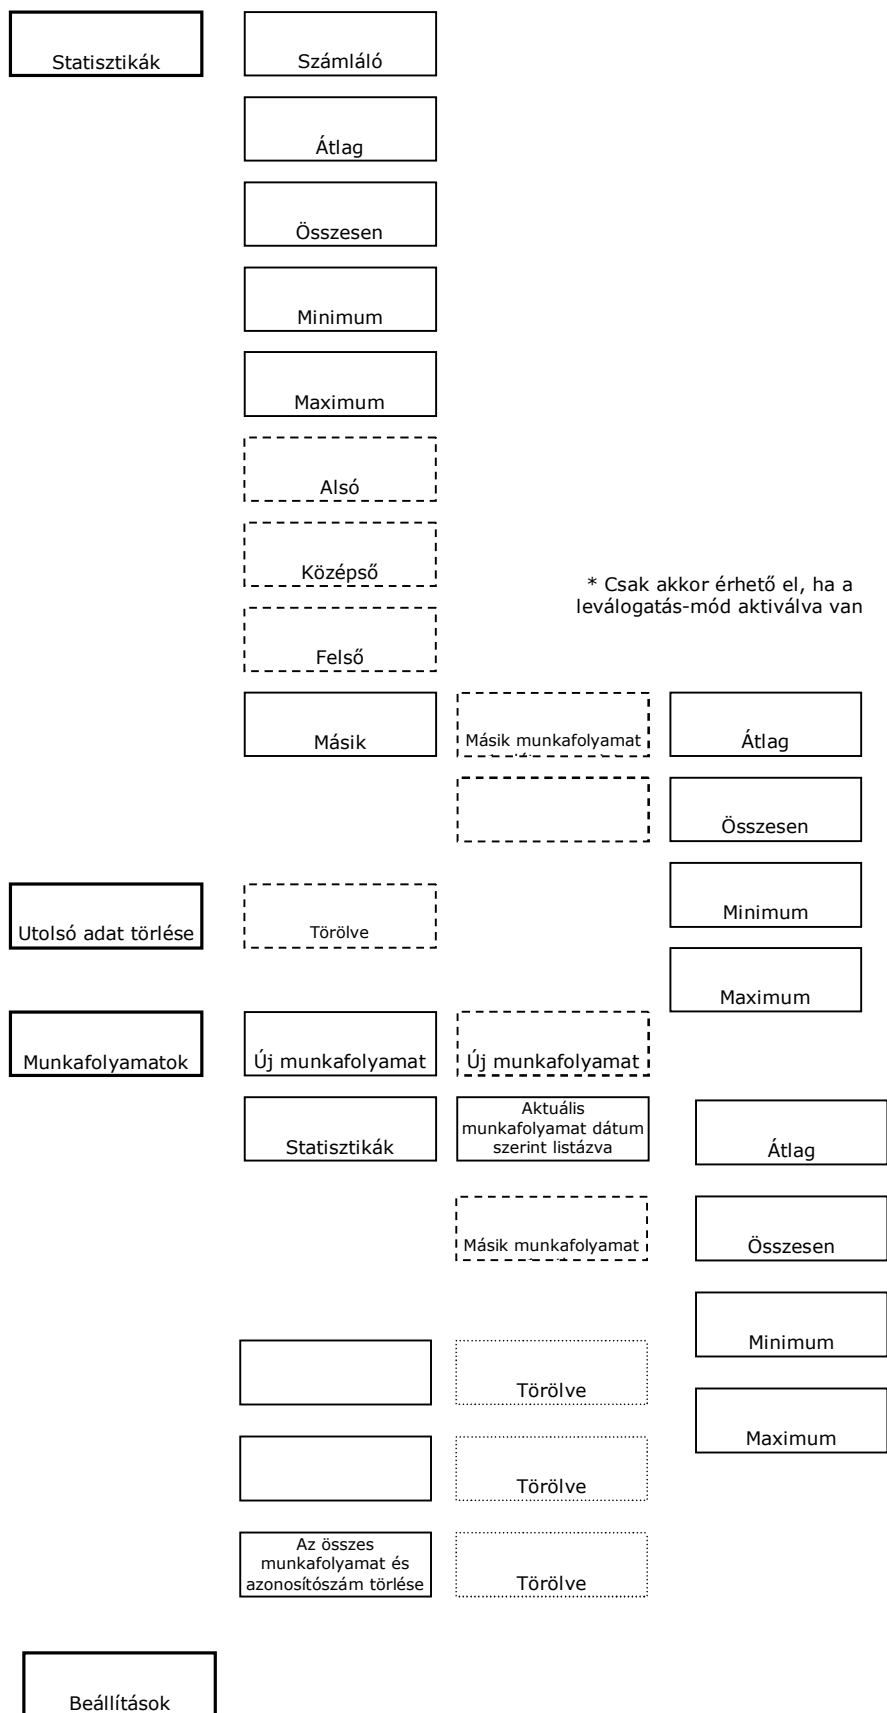 Statisztikák
Számláló
Átlag
Összesen
Minimum
Maximum
Alsó
Középső
Felső
* Csak akkor érhető el, ha a
leválogatás-mód aktiválva van
Másik
Másik munkafolyamat
Átlag
Összesen
Minimum
Maximum
Utolsó adat törlése
Törölve
Munkafolyamatok
Új munkafolyamat
Új munkafolyamat
Statisztikák
Aktuális
munkafolyamat dátum
szerint listázva
Átlag
Másik munkafolyamat
Összesen
Minimum
Törölve
Maximum
Törölve
Az összes
munkafolyamat és
azonosítószám törlése
Törölve
Beállítások